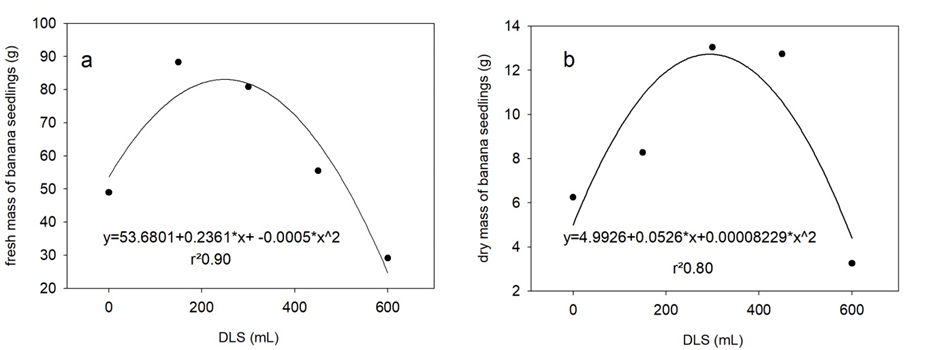 a
fresh mass of banana seedlings (g)
100
90
80
70
60
50
40
30
20
y=53.6801+0.2361*x+ -0.0005*x^2
r²0.90
0 200 400 600
DLS (mL)
b
dry mass of banana seedlings (g)
14
12
10
8
6
4
2
y=4.9926+0.0526*x+0.00008229*x^2
r²0.80
0 200 400 600
DLS (mL)